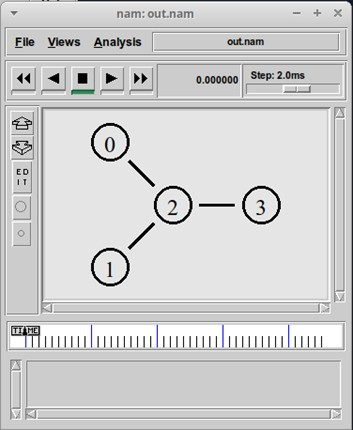 nam: out.nam
File Views Analysis out.nam
0.000000 Step: 2.0ms
ED
IT
0
2 3
1
TIME